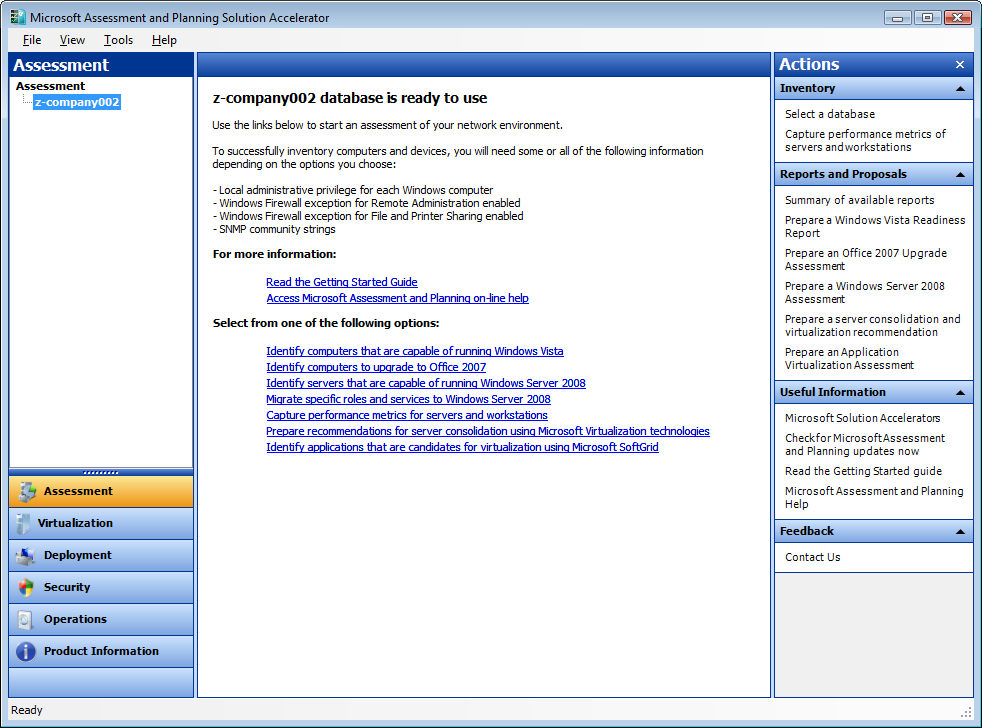 Microsoft Assessment and Planning Solution Accelerator
File View Tools Help
Assessment
Assessment
z-company002
Assessment
Virtualization
Deployment
Security
Operations
Product Information
z-company002 database is ready to use
Use the links below to start an assessment of your network environment.
To successfully inventory computers and devices, you will need some or all of the following information
depending on the options you choose:
- Local administrative privilege for each Windows computer
- Windows Firewall exception for Remote Administration enabled
- Windows Firewall exception for File and Printer Sharing enabled
- SNMP community strings
For more information:
Read the Getting Started Guide
Access Microsoft Assessment and Planning on-line help
Select from one of the following options:
Identify computers that are capable of running Windows Vista
Identify computers to upgrade to Office 2007
Identify servers that are capable of running Windows Server 2008
Migrate specific roles and services to Windows Server 2008
Capture performance metrics for servers and workstations
Prepare recommendations for server consolidation using Microsoft Virtualization technologies
Identify applications that are candidates for virtualization using Microsoft SoftGrid
Actions
Inventory
Select a database
Capture performance metrics of
servers and workstations
Reports and Proposals
Summary of available reports
Prepare a Windows Vista Readiness
Report
Prepare an Office 2007 Upgrade
Assessment
Prepare a Windows Server 2008
Assessment
Prepare a server consolidation and
virtualization recommendation
Prepare an Application
Virtualization Assessment
Useful Information
Microsoft Solution Accelerators
Check for Microsoft Assessment
and Planning updates now
Read the Getting Started guide
Microsoft Assessment and Planning
Help
Feedback
Contact Us
Ready